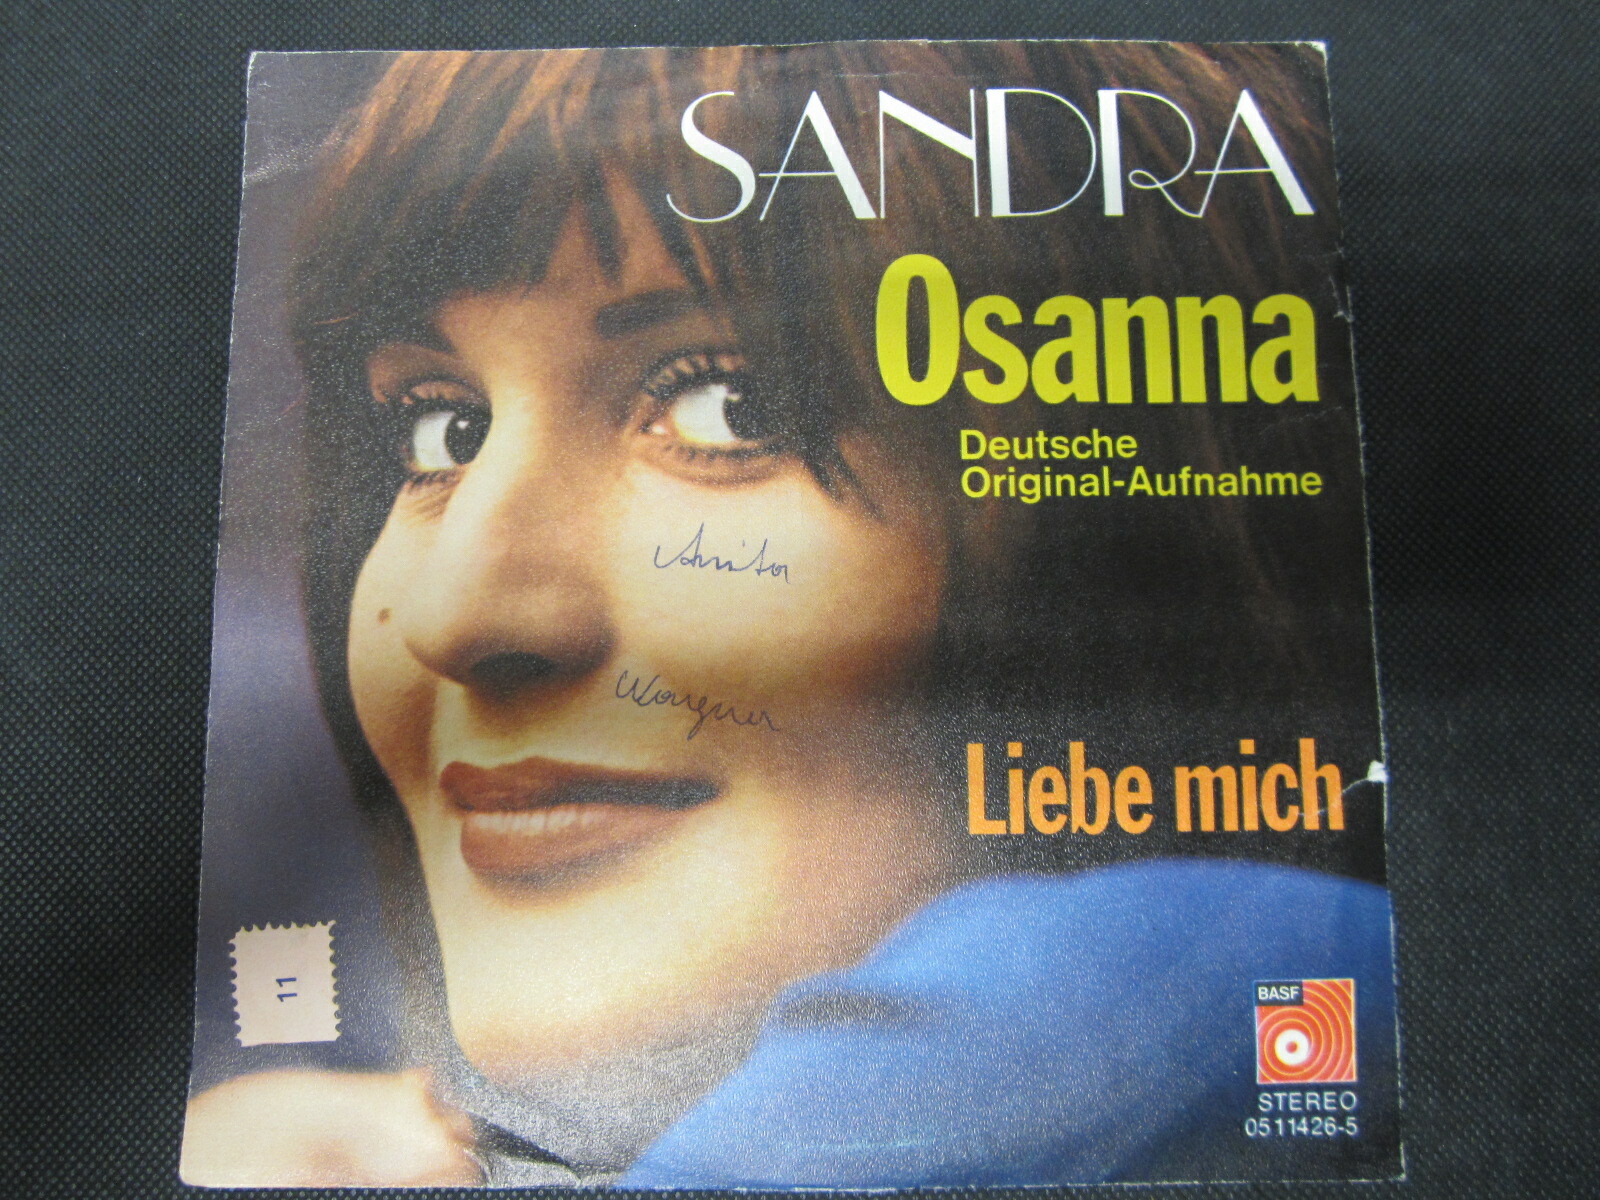 SANDRA
Osanna
Deutsche
Original-Aufnahme
Anita
Wagner
Liebe mich
11
BASF
STEREO
05 11426-5